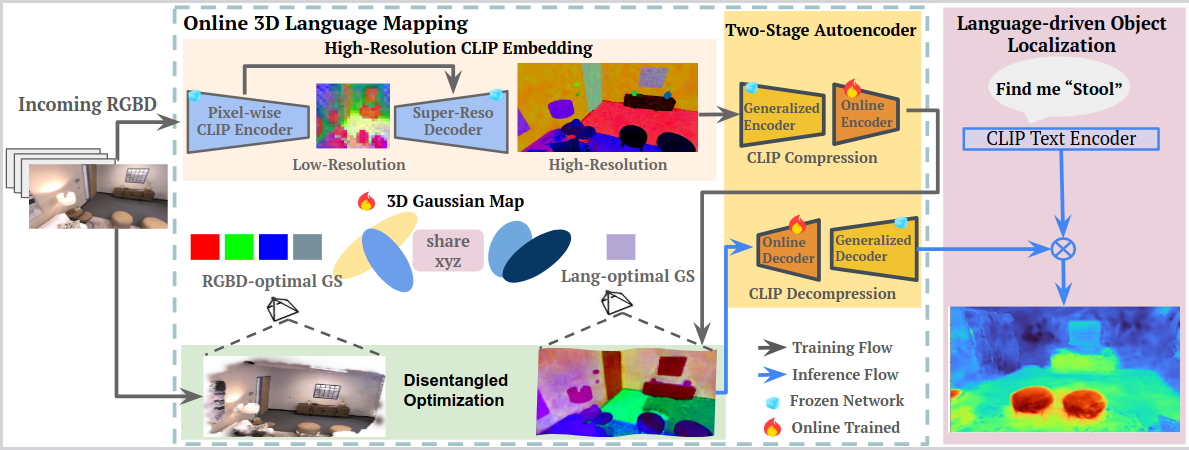 Online 3D Language Mapping
High-Resolution CLIP Embedding
Incoming RGBD
Pixel-wise
CLIP Encoder
Super-Reso
Decoder
Low-Resolution
High-Resolution
Two-Stage Autoencoder
Generalized
Encoder
Online
Encoder
CLIP Compression
Language-driven Object
Localization
Find me “Stool”
CLIP Text Encoder
3D Gaussian Map
share
xyz
RGBD-optimal GS
Lang-optimal GS
Online
Decoder
Generalized
Decoder
CLIP Decompression
Disentangled
Optimization
Training Flow
Inference Flow
Frozen Network
Online Trained